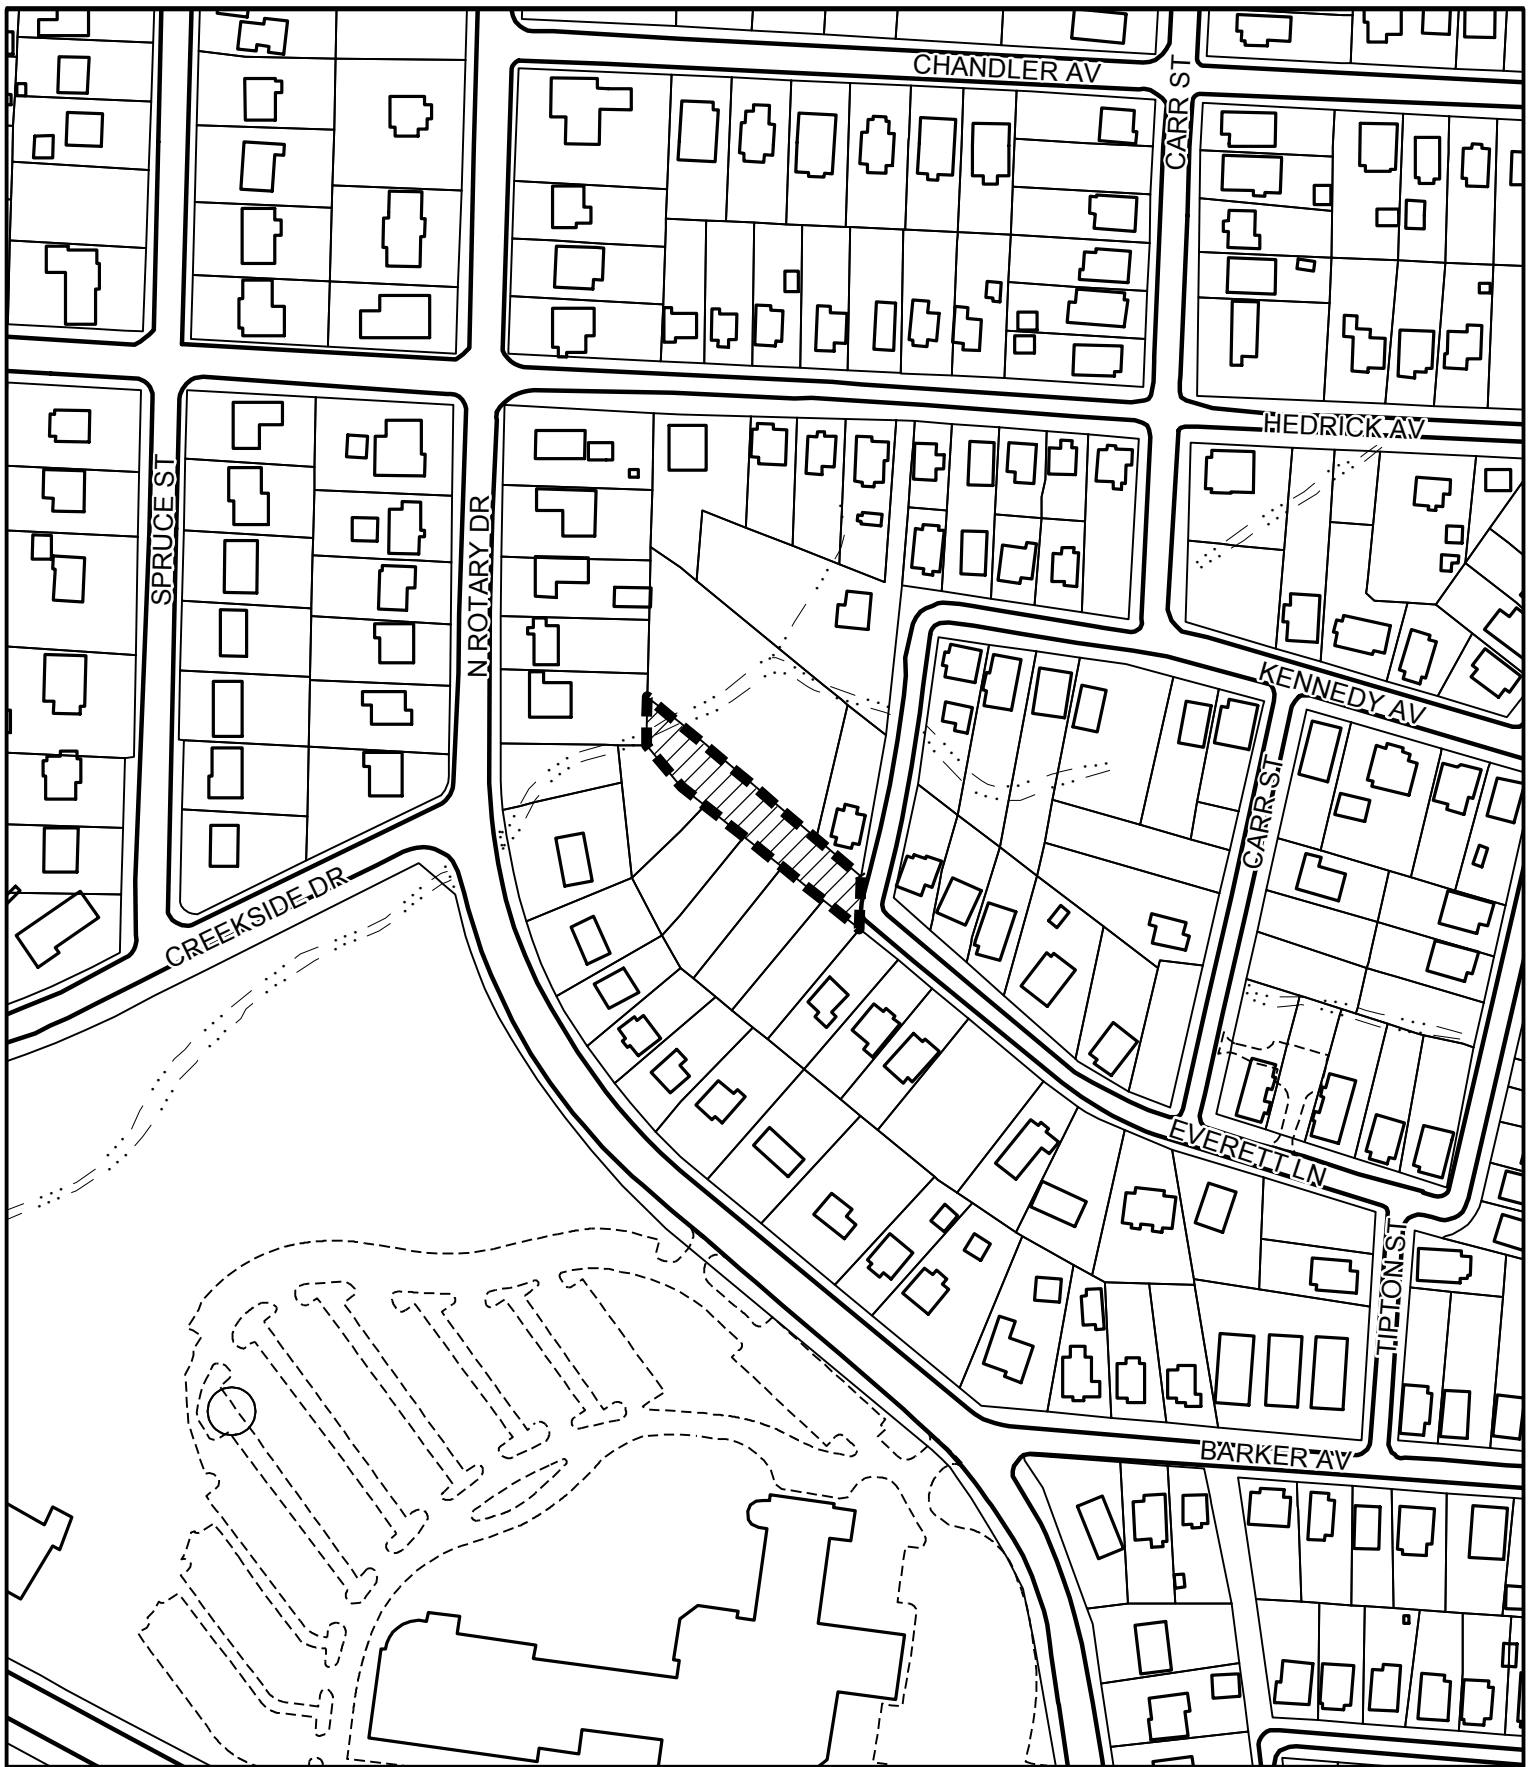 CHANDLER AV
CARR ST
HEDRICK AV
SPRUCE ST
N ROTARY DR
KENNEDY AV
CARR ST
CREEKSIDE DR
EVERETT LN
TIPTON ST
BARKER AV